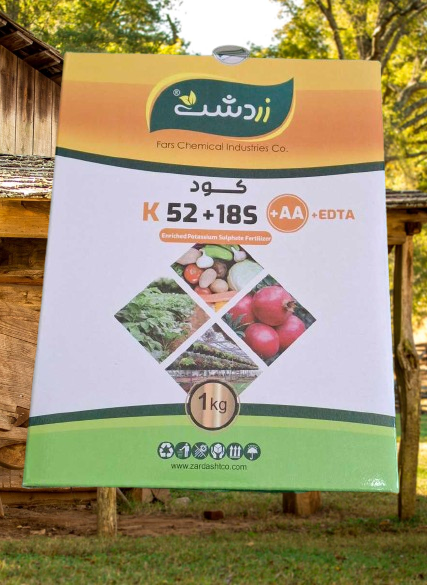 زردشت
®
Fars Chemical Industries Co.
کود
K 52+18S +AA +EDTA
Enriched Potassium Sulphate Fertilizer
1kg
www.zardashtco.com